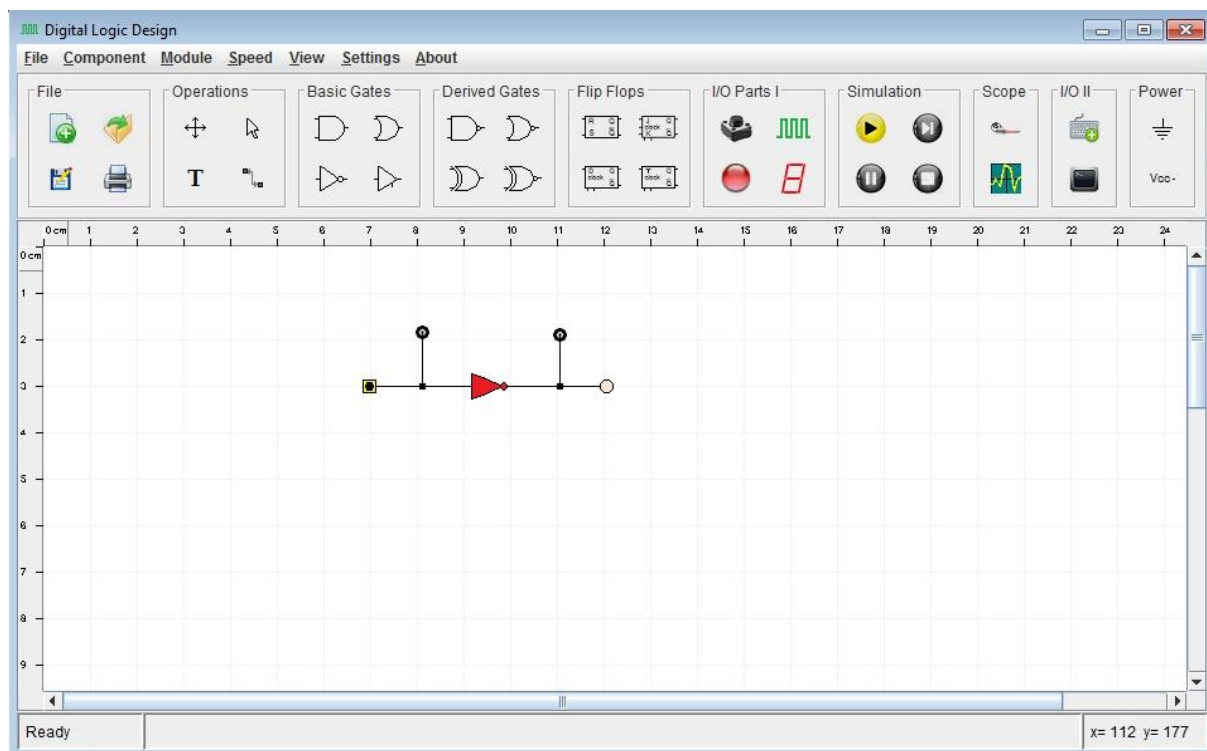 Digital Logic Design
File Component Module Speed View Settings About
File Operations Basic Gates Derived Gates Flip Flops I/O Parts I Simulation Scope I/O II Power
T
Vcc-
0 cm 1 2 3 4 5 6 7 8 9 10 11 12 13 14 15 16 17 18 19 20 21 22 23 24
0 cm
1
2
3
4
5
6
7
8
9
Ready x= 112 y= 177